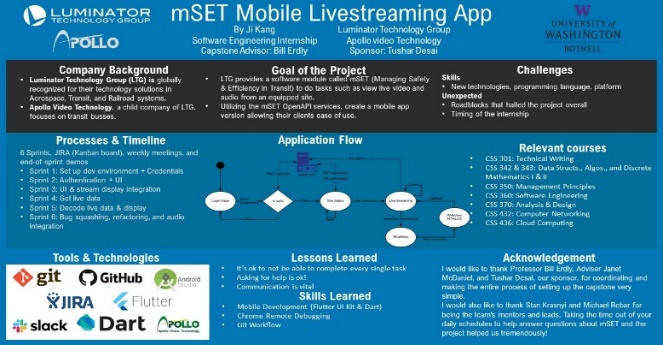 LUMINATOR
TECHNOLOGY GROUP
APOLLO
mSET Mobile Livestreaming App
By Ji Kang
Software Engineering Internship
Capstone Advisor: Bill Erdly
Luminator Technology Group
Apollo video Technology
Sponsor: Tushar Desai
W
UNIVERSITY of
WASHINGTON
BOTHELL
Company Background
• Luminator Technology Group (LTG) is globally
recognized for their technology solutions in
Aerospace, Transit, and Railroad systems.
• Apollo Video Technology, a child company of LTG,
focuses on transit busses.
Goal of the Project
• LTG provides a software module called mSET (Managing Safety
& Efficiency in Transit) to do tasks such as view live video and
audio from an equipped site.
• Utilizing the mSET OpenAPI services, create a mobile app
version allowing their clients ease of use.
Challenges
Skills
• New technologies, programming language, platform
Unexpected
• Roadblocks that halted the project overall
• Timing of the internship
Processes & Timeline
6 Sprints, JIRA (Kanban board), weekly meetings, and
end-of-sprint demos
• Sprint 1: Set up dev environment + Credentials
• Sprint 2: Authentication + UI
• Sprint 3: UI & stream display integration
• Sprint 4: Get live data
• Sprint 5: Decode live data & display
• Sprint 6: Bug squashing, refactoring, and audio
integration
Application Flow
Login Page
Live Streaming
Relevant courses
• CSS 301: Technical Writing
• CSS 342 & 343: Data Structs., Algos., and Discrete
Mathematics I & II
• CSS 350: Management Principles
• CSS 360: Software Engineering
• CSS 370: Analysis & Design
• CSS 432: Computer Networking
• CSS 436: Cloud Computing
Tools & Technologies
git
GitHub
Android
Studio
JIRA
Flutter
slack
Dart
APOLLO
Apollo Video Technology
Lessons Learned
• It's ok to not be able to complete every single task
• Asking for help is ok!
• Communication is vital
Skills Learned
• Mobile Development (Flutter UI Kit & Dart)
• Chrome Remote Debugging
• Git Workflow
Acknowledgement
I would like to thank Professor Bill Erdly, Adviser Janet
McDaniel, and Tushar Desai, our sponsor, for coordinating and
making the entire process of setting up the capstone very
simple.
I would also like to thank Stan Krasnyi and Michael Rebar for
being the team's mentors and leads. Taking the time out of your
daily schedules to help answer questions about mSET and the
project helped us tremendously!